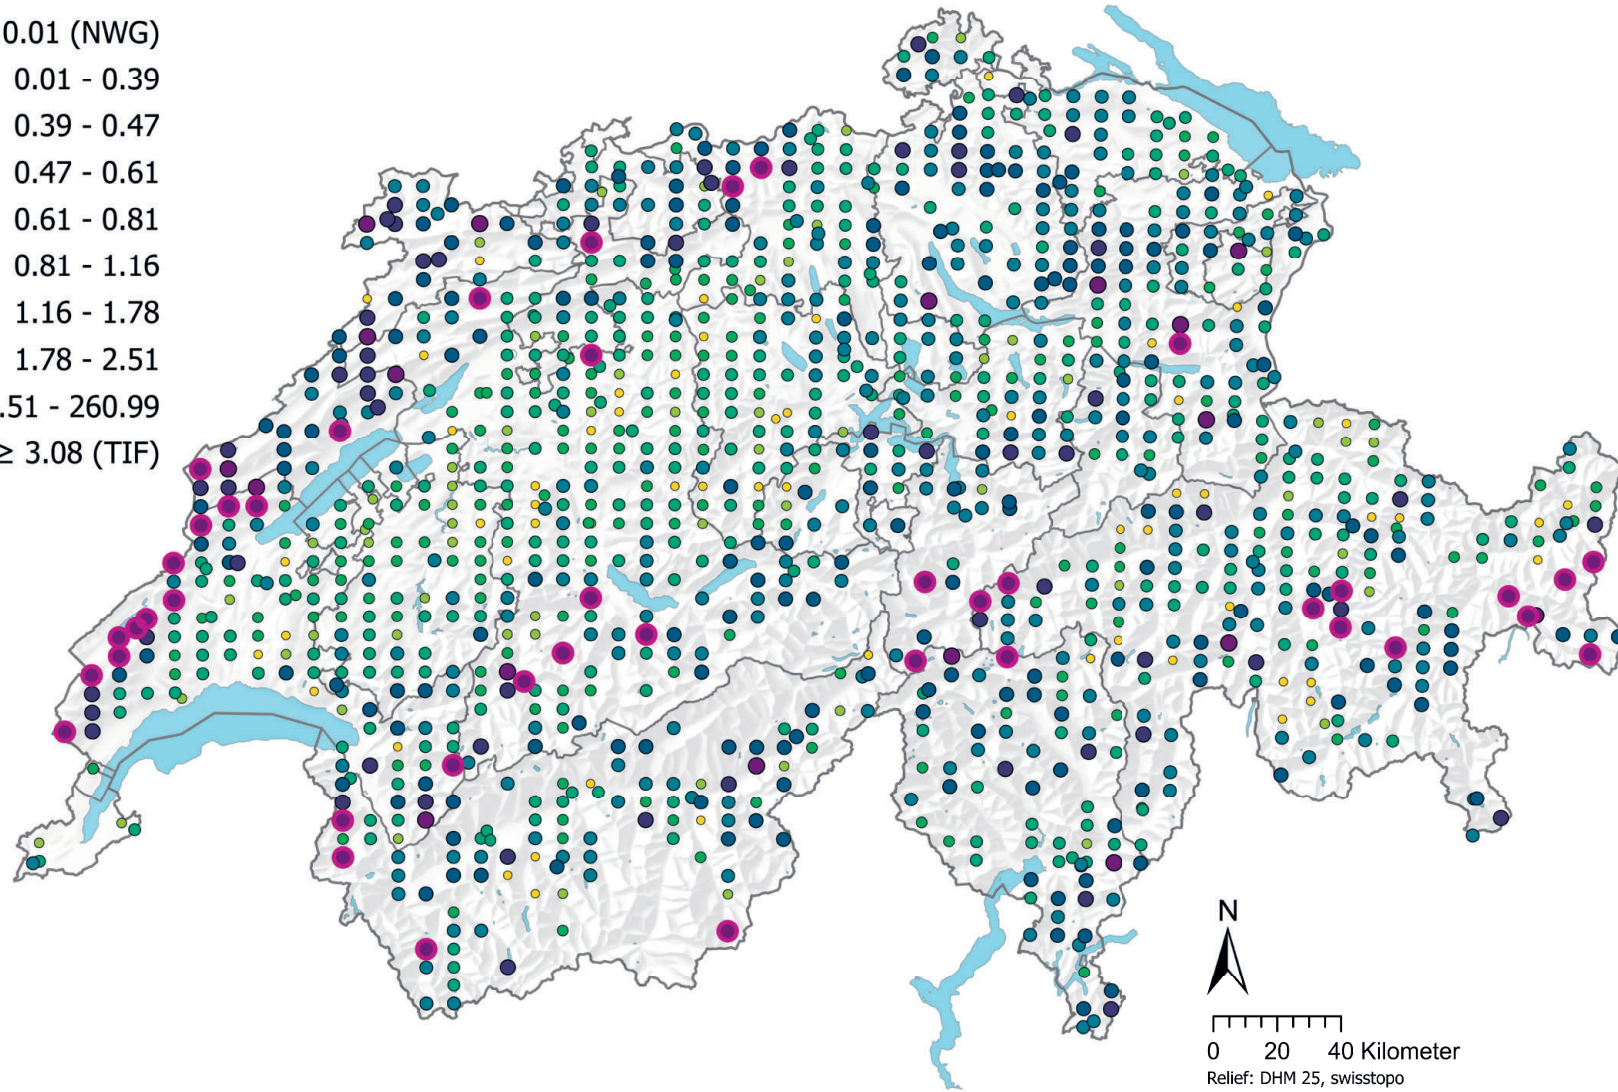 0.01 (NWG)
0.01 - 0.39
0.39 - 0.47
0.47 - 0.61
0.61 - 0.81
0.81 - 1.16
1.16 - 1.78
1.78 - 2.51
.51 - 260.99
≥ 3.08 (TIF)
N
0 20 40 Kilometer
Relief: DHM 25, swisstopo